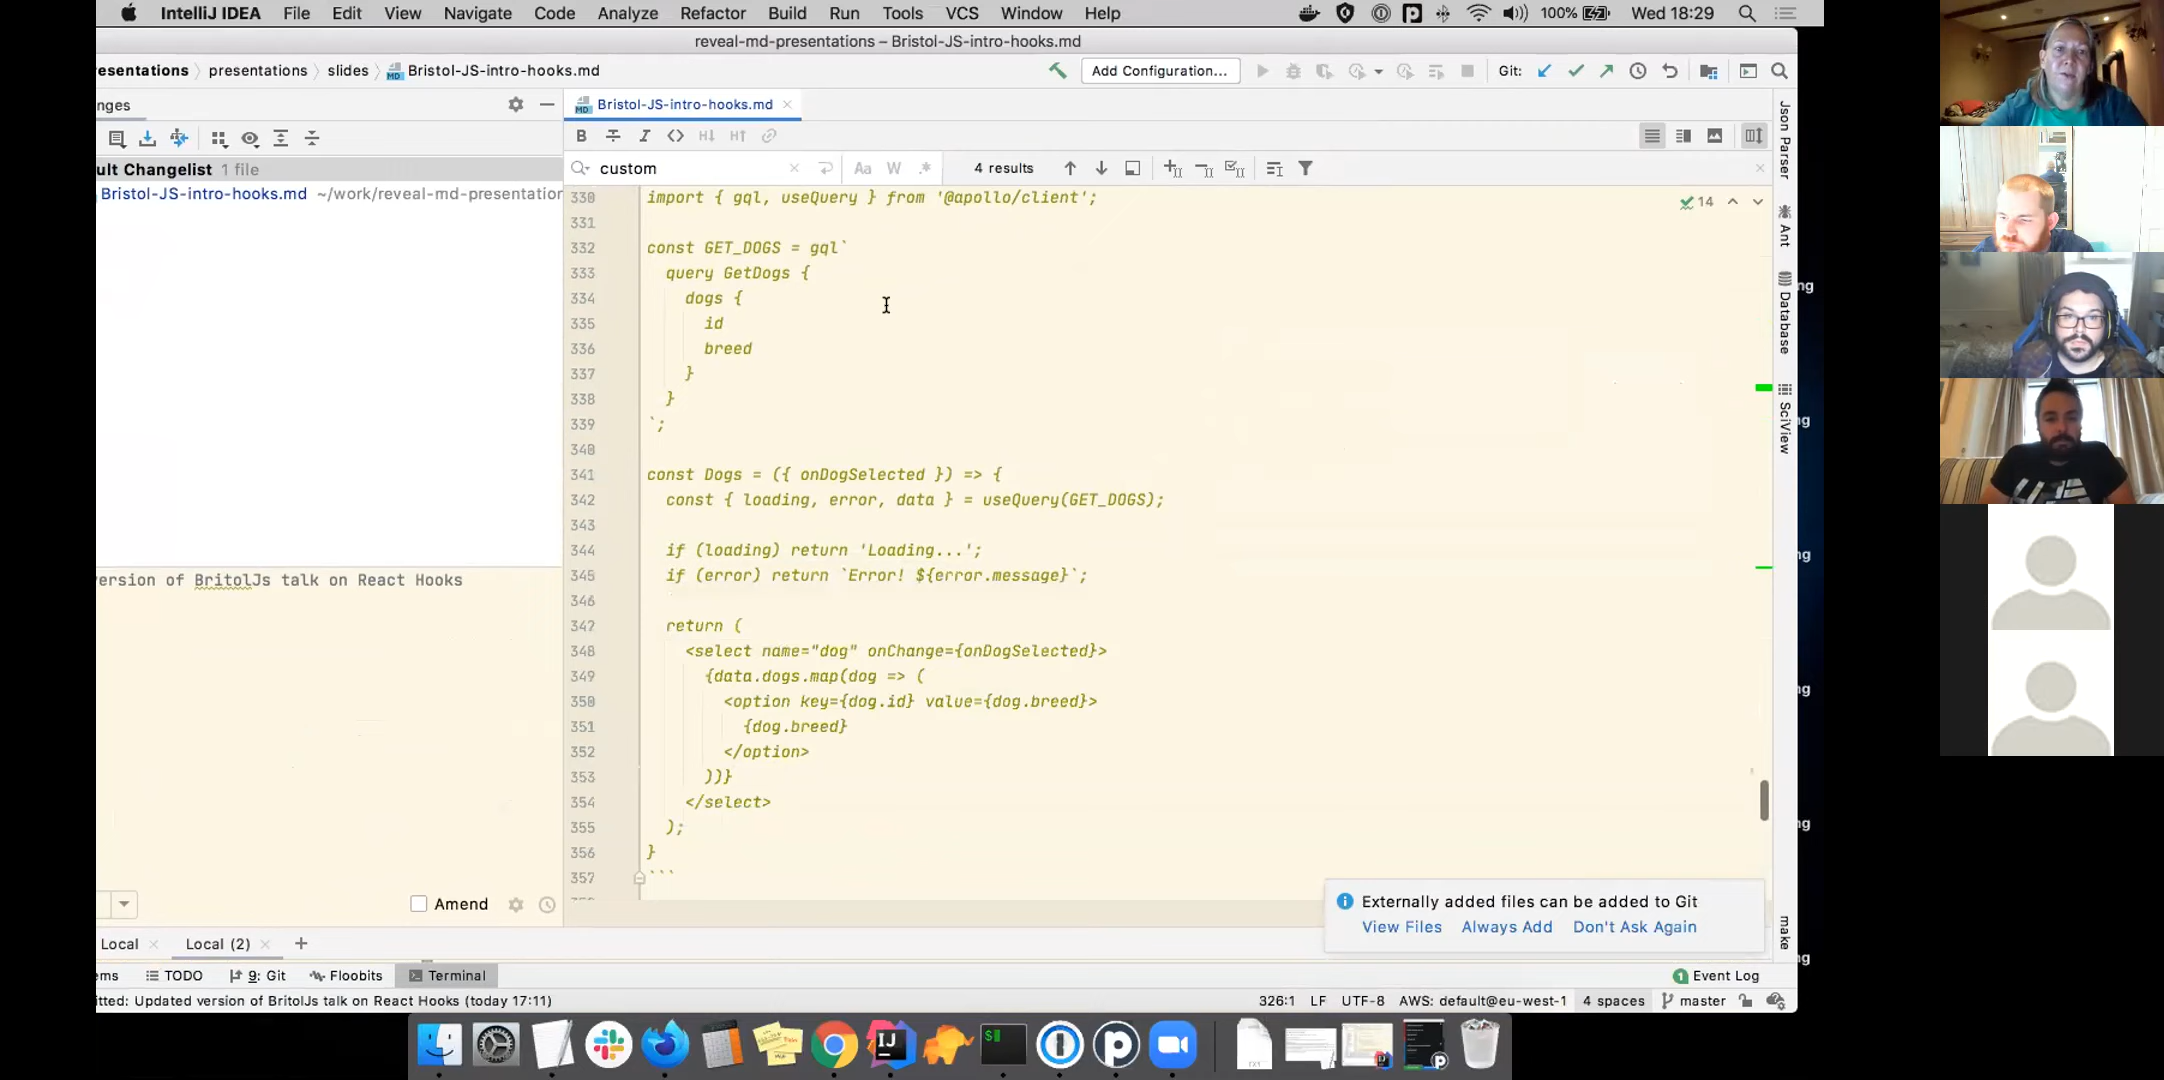 IntelliJ IDEA File Edit View Navigate Code Analyze Refactor Build Run Tools VCS Window Help 100% Wed 18:29
reveal-md-presentations – Bristol-JS-intro-hooks.md
resentations presentations slides Bristol-JS-intro-hooks.md Add Configuration... Git:
nges Bristol-JS-intro-hooks.md
custom Aa W .* 4 results
ult Changelist 1 file
Bristol-JS-intro-hooks.md ~/work/reveal-md-presentation
ersion of BritolJs talk on React Hooks
330 import { gql, useQuery } from '@apollo/client';
14
331
332 const GET_DOGS = gql`
333 query GetDogs {
334 dogs {
335 id
336 breed
337 }
338 }
339 `;
340
341 const Dogs = ({ onDogSelected }) => {
342 const { loading, error, data } = useQuery(GET_DOGS);
343
344 if (loading) return 'Loading...';
345 if (error) return `Error! ${error.message}`;
346
347 return (
348 <select name="dog" onChange={onDogSelected}>
349 {data.dogs.map(dog => (
350 <option key={dog.id} value={dog.breed}>
351 {dog.breed}
352 </option>
353 ))}
354 </select>
355 );
356 }
357 ```
Json Parser
Ant
Database
SciView
make
ng
ng
ng
ng
ng
ng
Externally added files can be added to Git
View Files Always Add Don't Ask Again
Amend
Local Local (2) +
ms TODO 9: Git Floobits Terminal 1 Event Log
itted: Updated version of BritolJs talk on React Hooks (today 17:11) 326:1 LF UTF-8 AWS: default@eu-west-1 4 spaces master